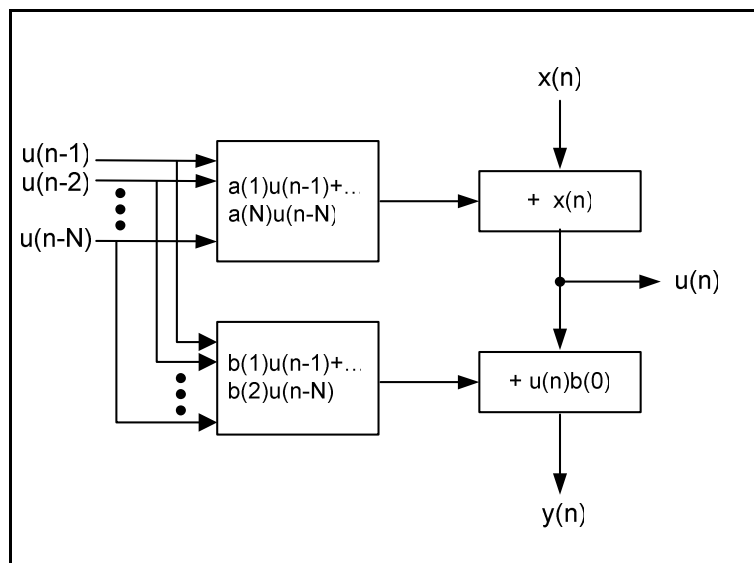 x(n)
u(n-1)
u(n-2)
u(n-N)
a(1)u(n-1)+...
a(N)u(n-N)
+ x(n)
u(n)
b(1)u(n-1)+...
b(2)u(n-N)
+ u(n)b(0)
y(n)